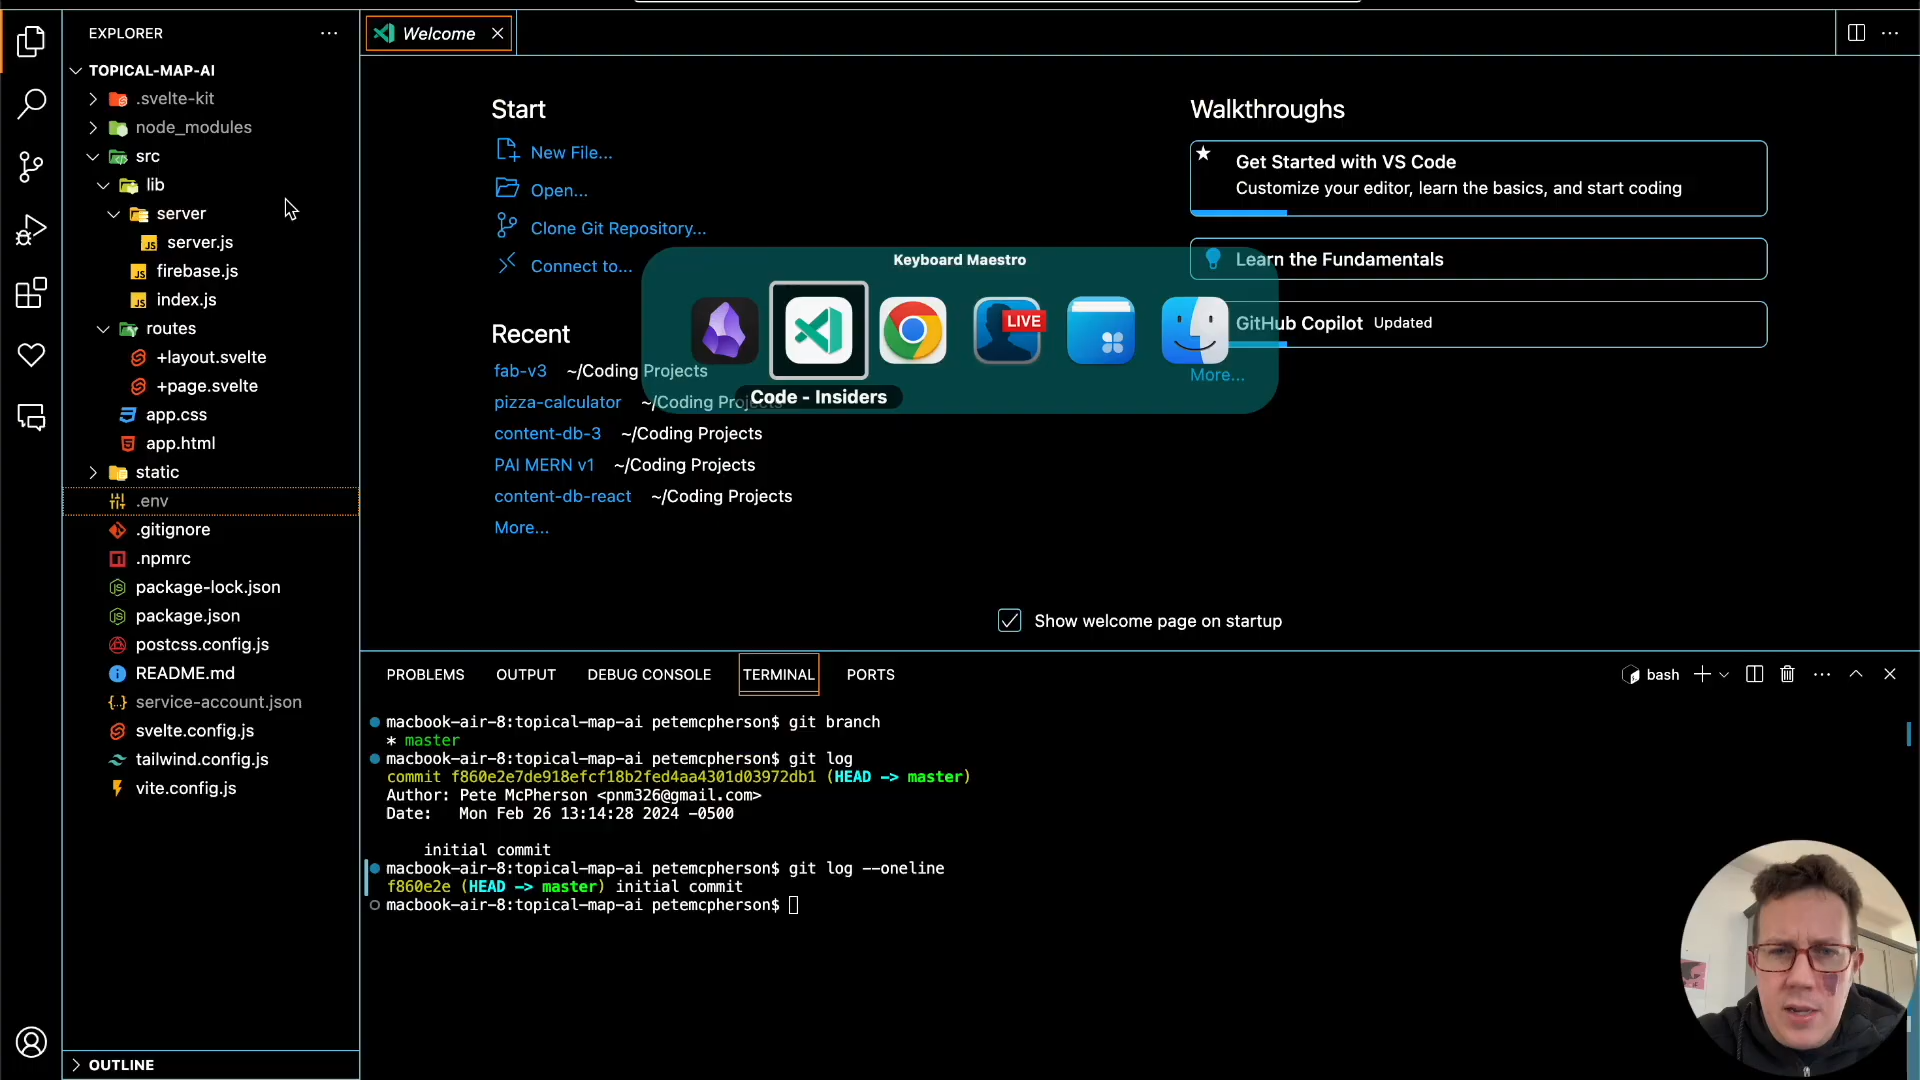 EXPLORER
TOPICAL-MAP-AI
.svelte-kit
node_modules
src
lib
server
server.js
firebase.js
index.js
routes
+layout.svelte
+page.svelte
app.css
app.html
static
.env
.gitignore
.npmrc
package-lock.json
package.json
postcss.config.js
README.md
service-account.json
svelte.config.js
tailwind.config.js
vite.config.js
OUTLINE
Welcome
Start
New File...
Open...
Clone Git Repository...
Connect to...
Recent
fab-v3 ~/Coding Projects
pizza-calculator ~/Coding Projects
content-db-3 ~/Coding Projects
PAI MERN v1 ~/Coding Projects
content-db-react ~/Coding Projects
More...
Walkthroughs
Get Started with VS Code
Customize your editor, learn the basics, and start coding
Learn the Fundamentals
GitHub Copilot Updated
More...
Keyboard Maestro
LIVE
Code - Insiders
Show welcome page on startup
PROBLEMS OUTPUT DEBUG CONSOLE TERMINAL PORTS
bash
macbook-air-8:topical-map-ai petemcpherson$ git branch
* master
macbook-air-8:topical-map-ai petemcpherson$ git log
commit f860e2e7de918efcf18b2fed4aa4301d03972db1 (HEAD -> master)
Author: Pete McPherson <pnm326@gmail.com>
Date: Mon Feb 26 13:14:28 2024 -0500
initial commit
macbook-air-8:topical-map-ai petemcpherson$ git log --oneline
f860e2e (HEAD -> master) initial commit
macbook-air-8:topical-map-ai petemcpherson$